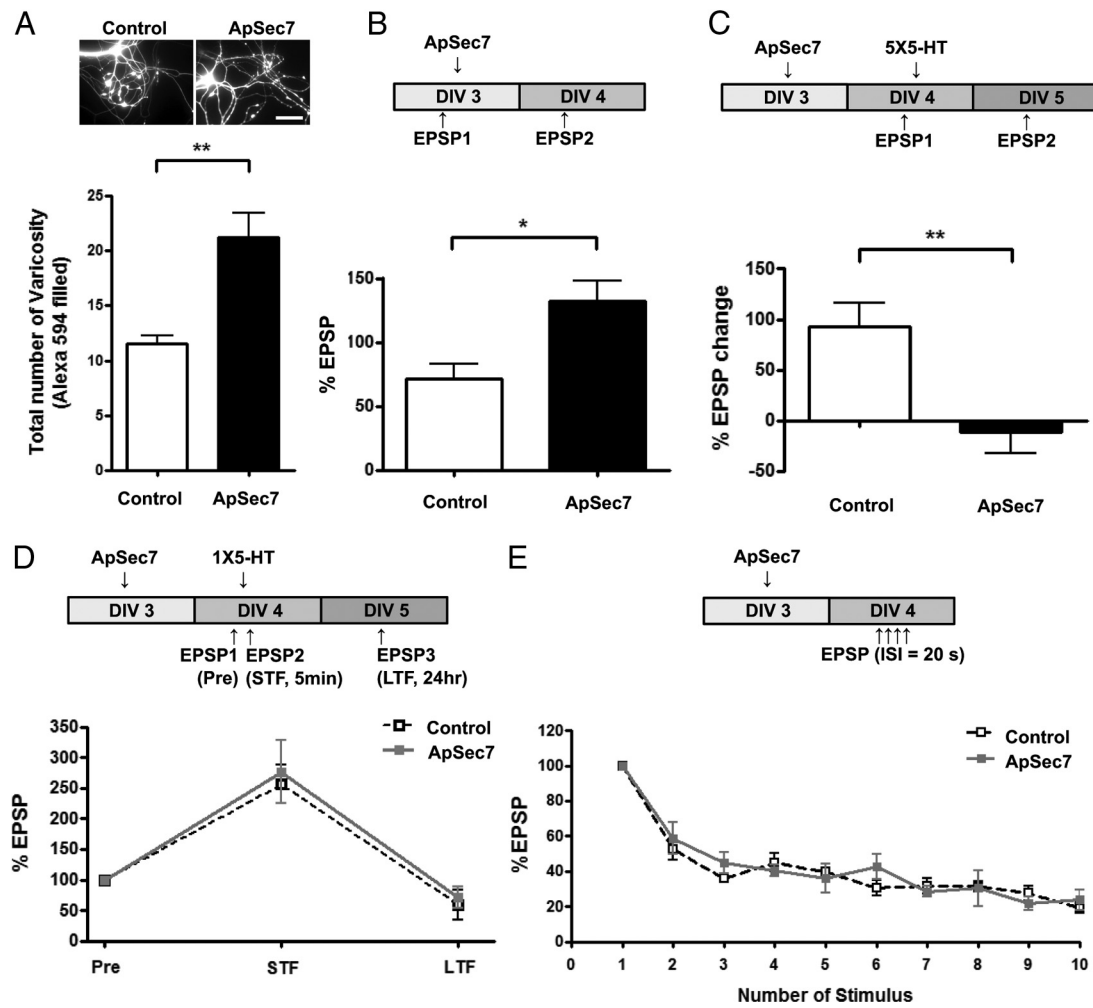 A
Control
ApSec7
**
Total number of Varicosity
(Alexa 594 filled)
25
20
15
10
5
0
Control
ApSec7
B
ApSec7
↓
DIV 3
DIV 4
↑
↑
EPSP1
EPSP2
*
% EPSP
150
100
50
0
Control
ApSec7
C
ApSec7
5X5-HT
↓
↓
DIV 3
DIV 4
DIV 5
↑
↑
EPSP1
EPSP2
**
% EPSP change
150
100
50
0
-50
Control
ApSec7
D
ApSec7
1X5-HT
↓
↓
DIV 3
DIV 4
DIV 5
↑
↑
↑
EPSP1
EPSP2
EPSP3
(Pre)
(STF, 5min)
(LTF, 24hr)
Control
ApSec7
% EPSP
350
300
250
200
150
100
50
0
Pre
STF
LTF
E
ApSec7
↓
DIV 3
DIV 4
↑↑↑↑
EPSP (ISI = 20 s)
Control
ApSec7
% EPSP
120
100
80
60
40
20
0
0 1 2 3 4 5 6 7 8 9 10
Number of Stimulus